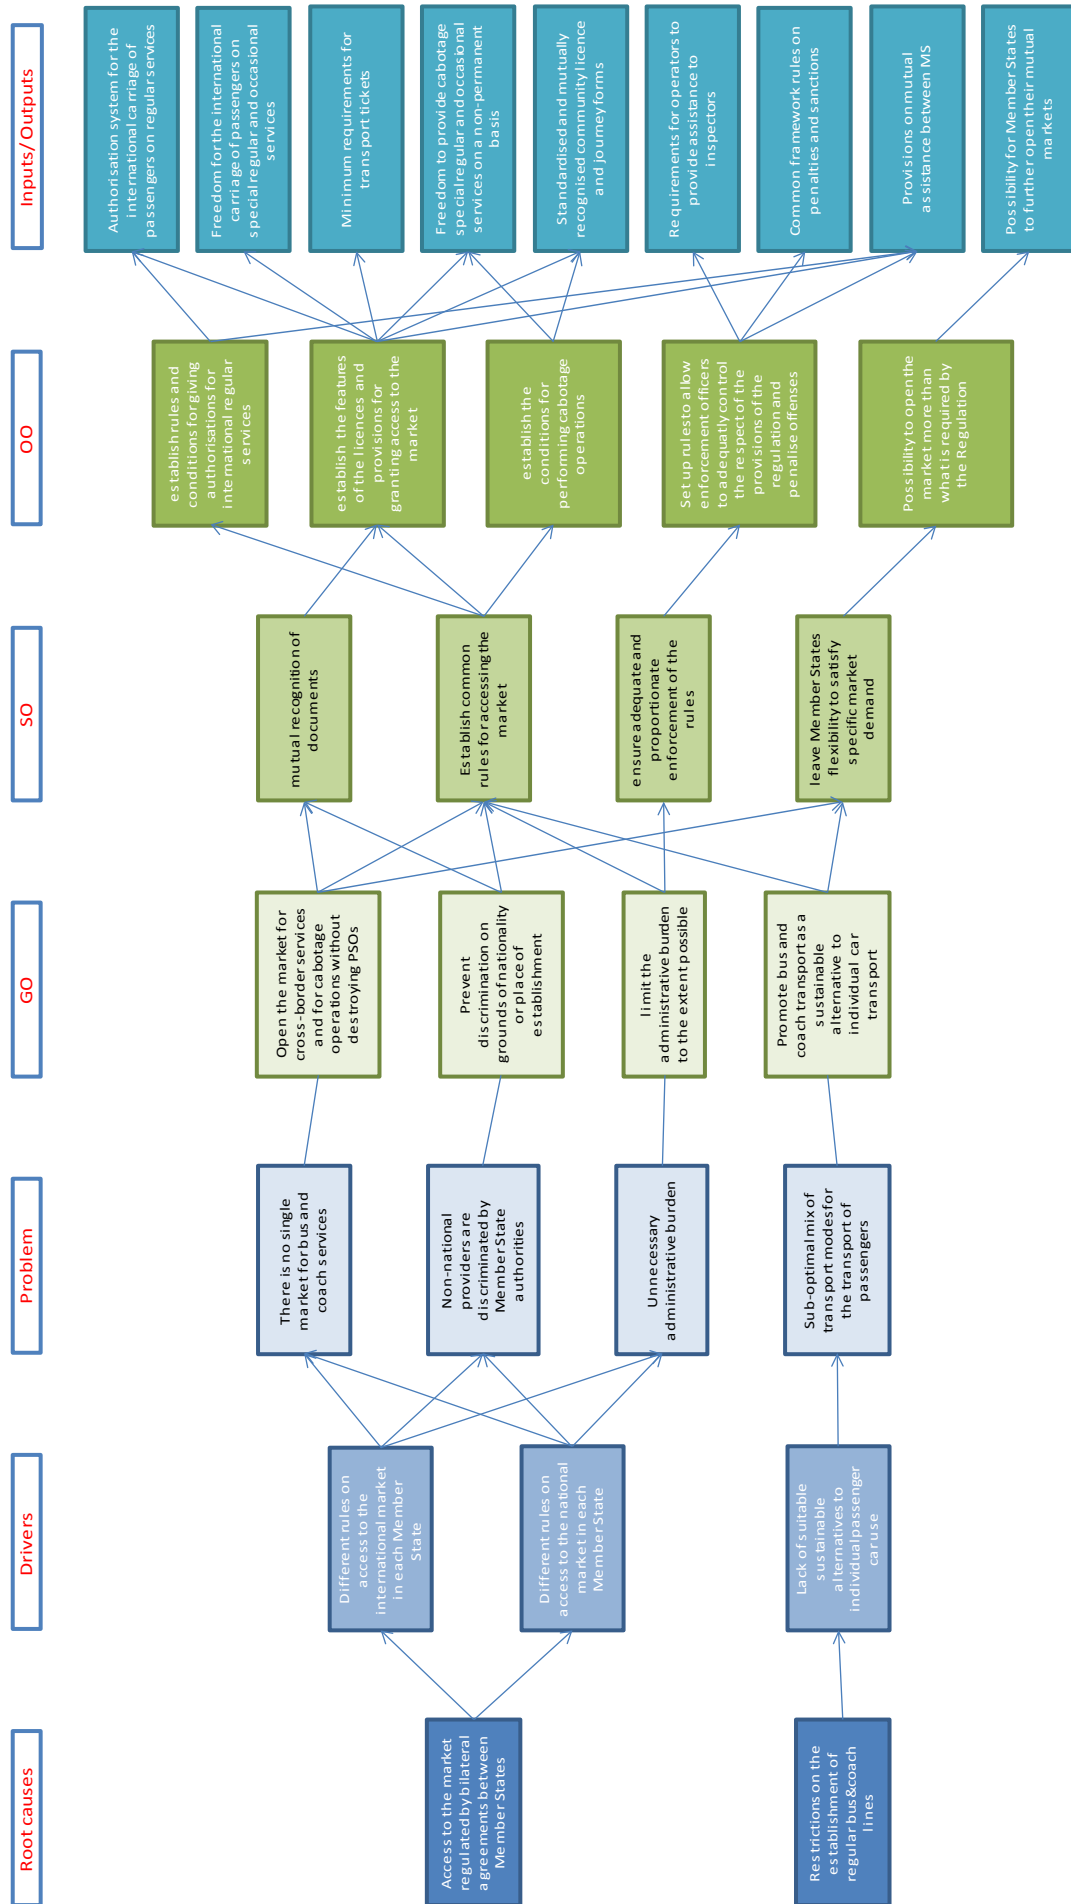 Root causes
Access to the market
regulated by bilateral
agreements between
Member States
Restrictions on the
establishment of
regular bus&coach
lines
Drivers
Different rules on
access to the
international market
in each Member
State
Different rules on
access to the national
market in each
Member State
Lack of suitable
sustainable
alternatives to
individual passenger
car use
Problem
There is no single
market for bus and
coach services
Non-national
providers are
discriminated by
Member State
authorities
Unnecessary
administrative burden
Sub-optimal mix of
transport modes for
the transport of
passengers
GO
Open the market for
cross-border services
and for cabotage
operations without
destroying PSOs
Prevent
discrimination on
grounds of nationality
or place of
establishment
limit the
administrative burden
to the extent possible
Promote bus and
coach transport as a
sustainable
alternative to
individual car
transport
SO
mutual recognition of
documents
Establish common
rules for accessing the
market
ensure adequate and
proportionate
enforcement of the
rules
leave Member States
flexibility to satisfy
specific market
demand
OO
establish rules and
conditions for giving
authorisations for
international regular
services
establish the features
of the licences and
provisions for
granting access to the
market
establish the
conditions for
performing cabotage
operations
Set up rules to allow
enforcement officers
to adequatly control
the respect of the
provisions of the
regulation and
penalise offenses
Possibility to open the
market more than
what is required by
the Regulation
Inputs/ Outputs
Authorisation system for the
international carriage of
passengers on regular services
Freedom for the international
carriage of passengers on
special regular and occasional
services
Minimum requirements for
transport tickets
Freedom to provide cabotage
special regular and occasional
services on a non-permanent
basis
Standardised and mutually
recognised community licence
and journey forms
Requirements for operators to
provide assistance to
inspectors
Common framework rules on
penalties and sanctions
Provisions on mutual
assistance between MS
Possibility for Member States
to further open their mutual
markets